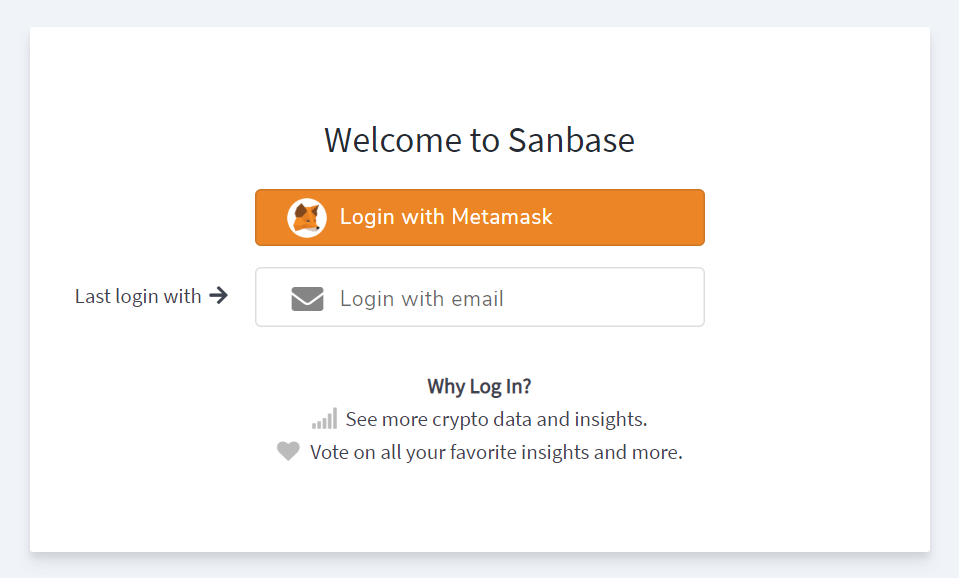 Welcome to Sanbase
Login with Metamask
Last login with
Login with email
Why Log In?
See more crypto data and insights.
Vote on all your favorite insights and more.